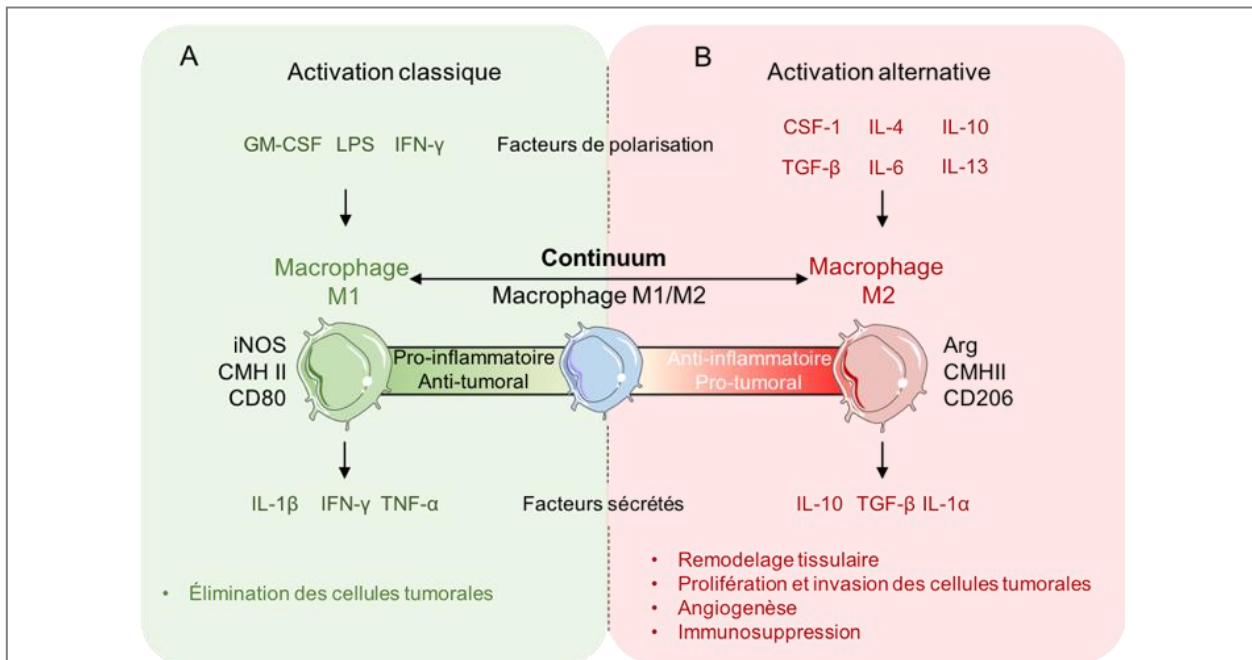 A
Activation classique
GM-CSF LPS IFN-γ
Facteurs de polarisation
B
Activation alternative
CSF-1 IL-4 IL-10
TGF-β IL-6 IL-13
Macrophage
M1
Continuum
Macrophage M1/M2
Macrophage
M2
iNOS
CMH II
CD80
Pro-inflammatoire
Anti-tumoral
Anti-inflammatoire
Pro-tumoral
Arg
CMHII
CD206
IL-1β IFN-γ TNF-α
Facteurs sécrétés
IL-10 TGF-β IL-1α
• Élimination des cellules tumorales
• Remodelage tissulaire
• Prolifération et invasion des cellules tumorales
• Angiogenèse
• Immunosuppression